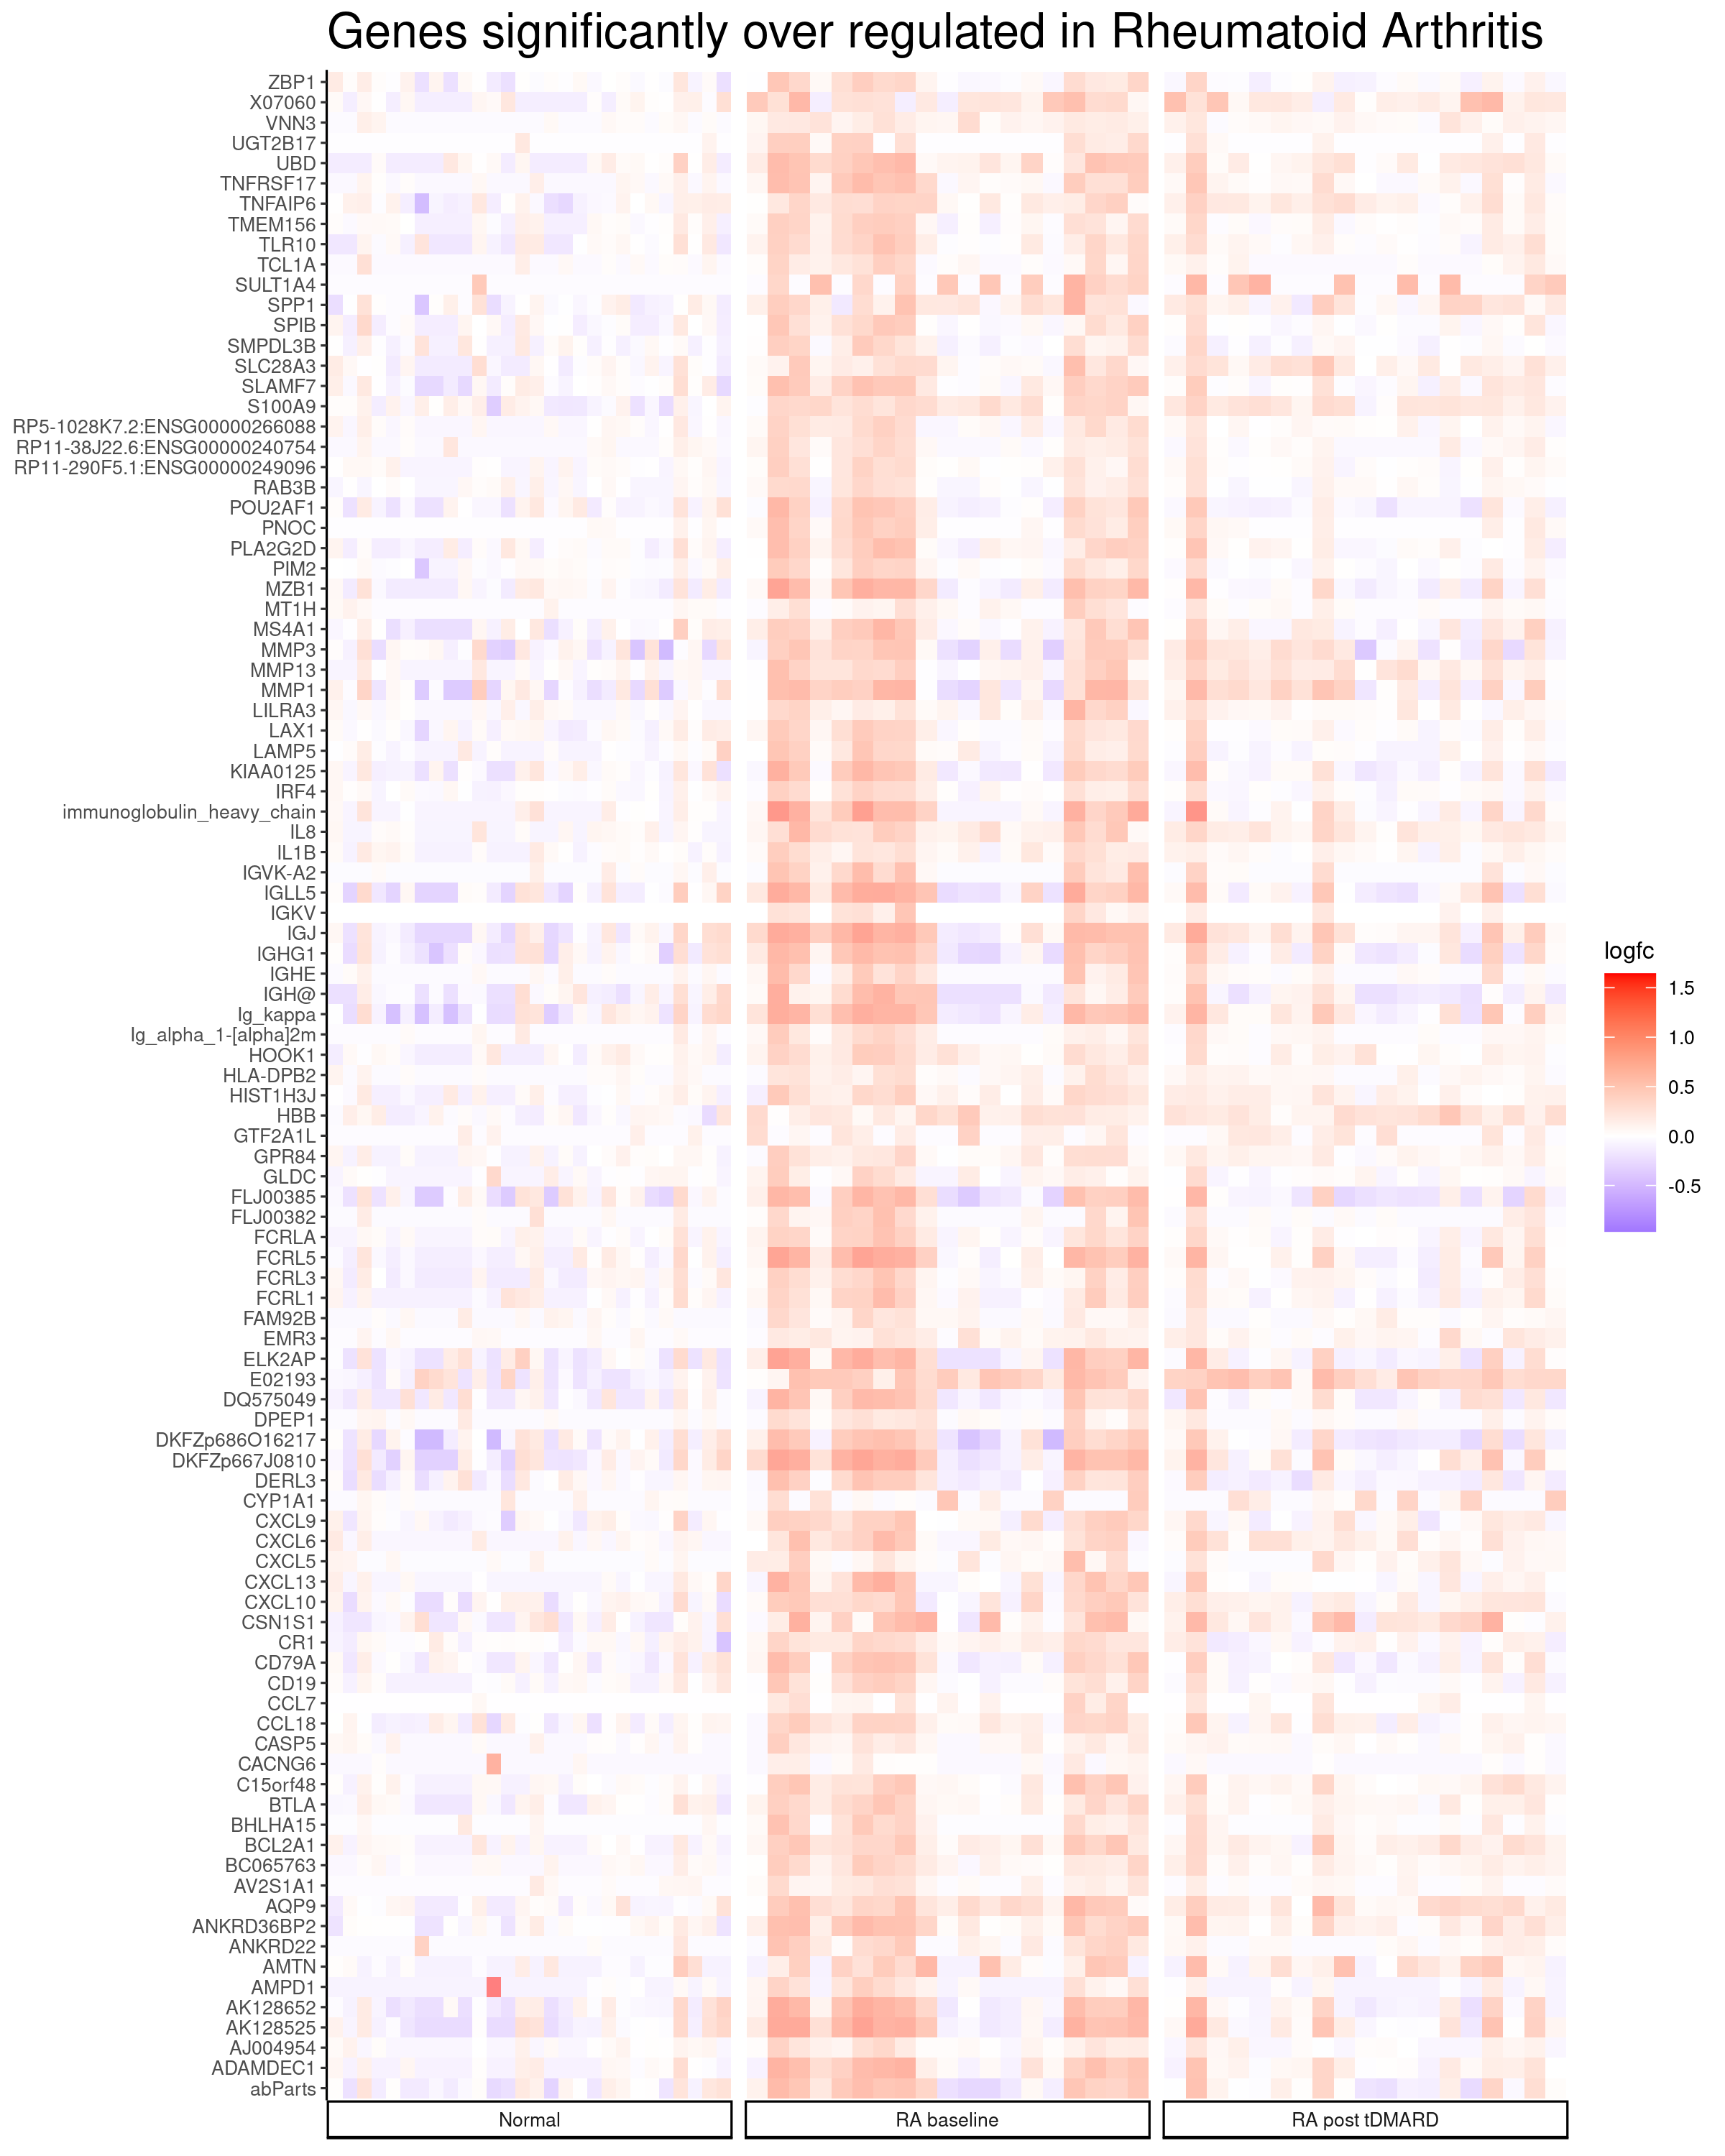 Genes significantly over regulated in Rheumatoid Arthritis
ZBP1
X07060
VNN3
UGT2B17
UBD
TNFRSF17
TNFAIP6
TMEM156
TLR10
TCL1A
SULT1A4
SPP1
SPIB
SMPDL3B
SLC28A3
SLAMF7
S100A9
RP5-1028K7.2:ENSG00000266088
RP11-38J22.6:ENSG00000240754
RP11-290F5.1:ENSG00000249096
RAB3B
POU2AF1
PNOC
PLA2G2D
PIM2
MZB1
MT1H
MS4A1
MMP3
MMP13
MMP1
LILRA3
LAX1
LAMP5
KIAA0125
IRF4
immunoglobulin_heavy_chain
IL8
IL1B
IGVK-A2
IGLL5
IGKV
IGJ
IGHG1
IGHE
IGH@
Ig_kappa
Ig_alpha_1-[alpha]2m
HOOK1
HLA-DPB2
HIST1H3J
HBB
GTF2A1L
GPR84
GLDC
FLJ00385
FLJ00382
FCRLA
FCRL5
FCRL3
FCRL1
FAM92B
EMR3
ELK2AP
E02193
DQ575049
DPEP1
DKFZp686O16217
DKFZp667J0810
DERL3
CYP1A1
CXCL9
CXCL6
CXCL5
CXCL13
CXCL10
CSN1S1
CR1
CD79A
CD19
CCL7
CCL18
CASP5
CACNG6
C15orf48
BTLA
BHLHA15
BCL2A1
BC065763
AV2S1A1
AQP9
ANKRD36BP2
ANKRD22
AMTN
AMPD1
AK128652
AK128525
AJ004954
ADAMDEC1
abParts
Normal
RA baseline
RA post tDMARD
logfc
1.5
1.0
0.5
0.0
-0.5